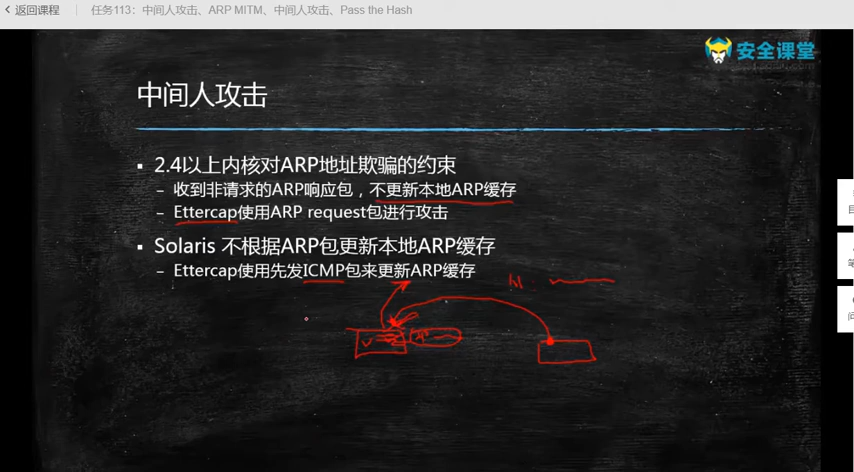 返回课程
任务113：中间人攻击、ARP MITM、中间人攻击、Pass the Hash
安全课堂
中间人攻击
▪ 2.4以上内核对ARP地址欺骗的约束
– 收到非请求的ARP响应包，不更新本地ARP缓存
– Ettercap使用ARP request包进行攻击
▪ Solaris 不根据ARP包更新本地ARP缓存
– Ettercap使用先发ICMP包来更新ARP缓存